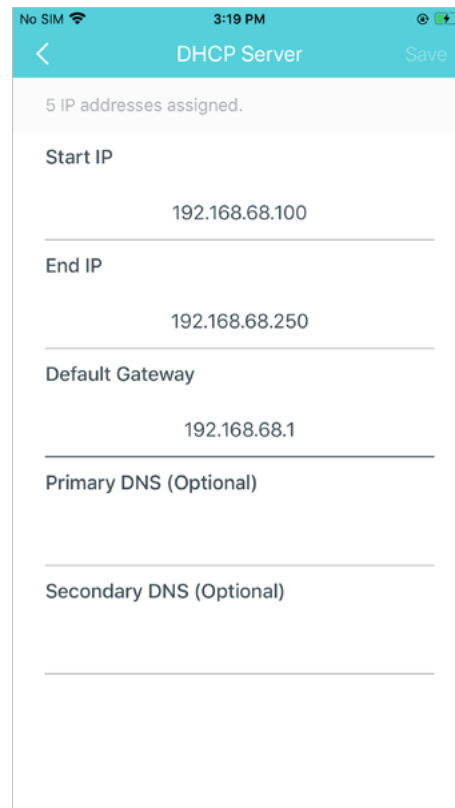 No SIM 3:19 PM
DHCP Server Save
5 IP addresses assigned.
Start IP
192.168.68.100
End IP
192.168.68.250
Default Gateway
192.168.68.1
Primary DNS (Optional)
Secondary DNS (Optional)